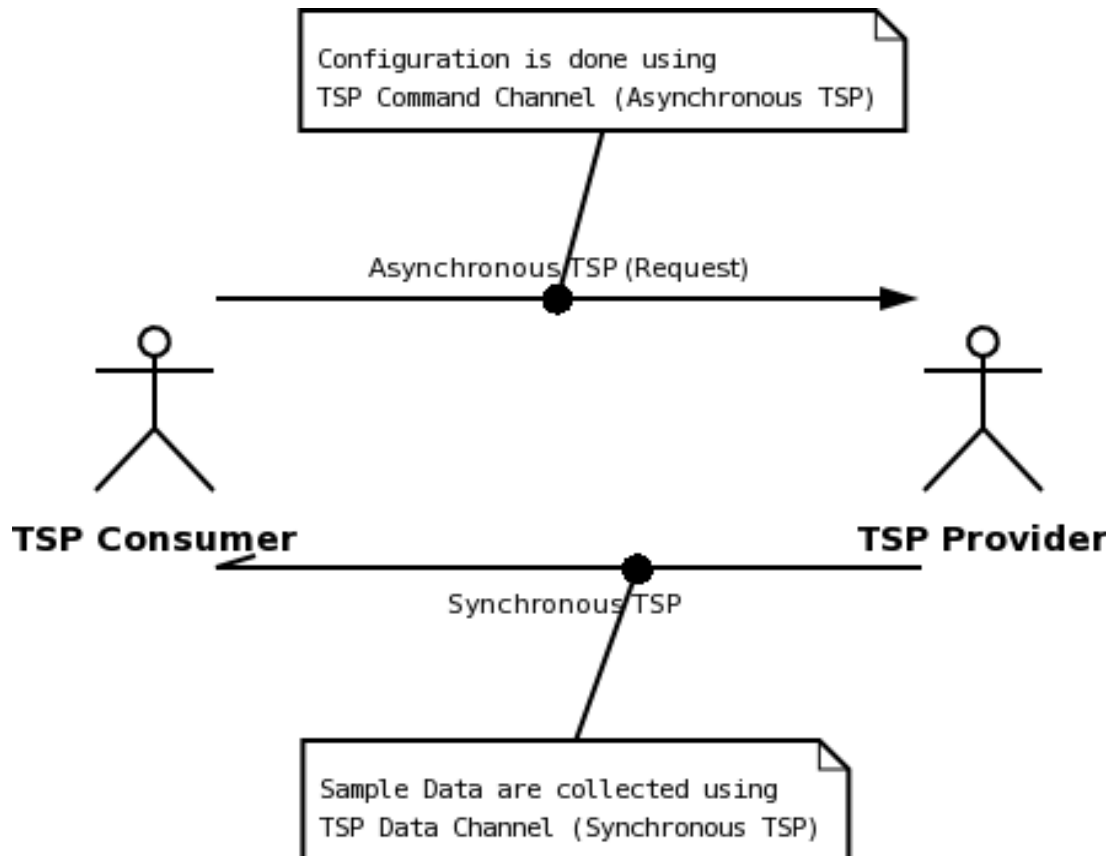 Configuration is done using
TSP Command Channel (Asynchronous TSP)
Asynchronous TSP (Request)
TSP Consumer
TSP Provider
Synchronous TSP
Sample Data are collected using
TSP Data Channel (Synchronous TSP)